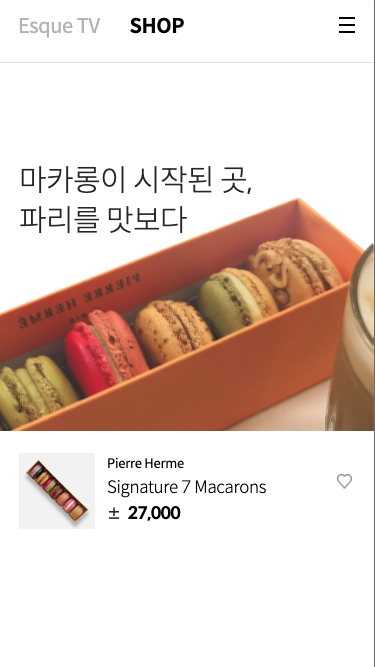 Esque TV SHOP
마카롱이 시작된 곳,
파리를 맛보다
PIERRE HERMÉ
Pierre Herme
Signature 7 Macarons
± 27,000